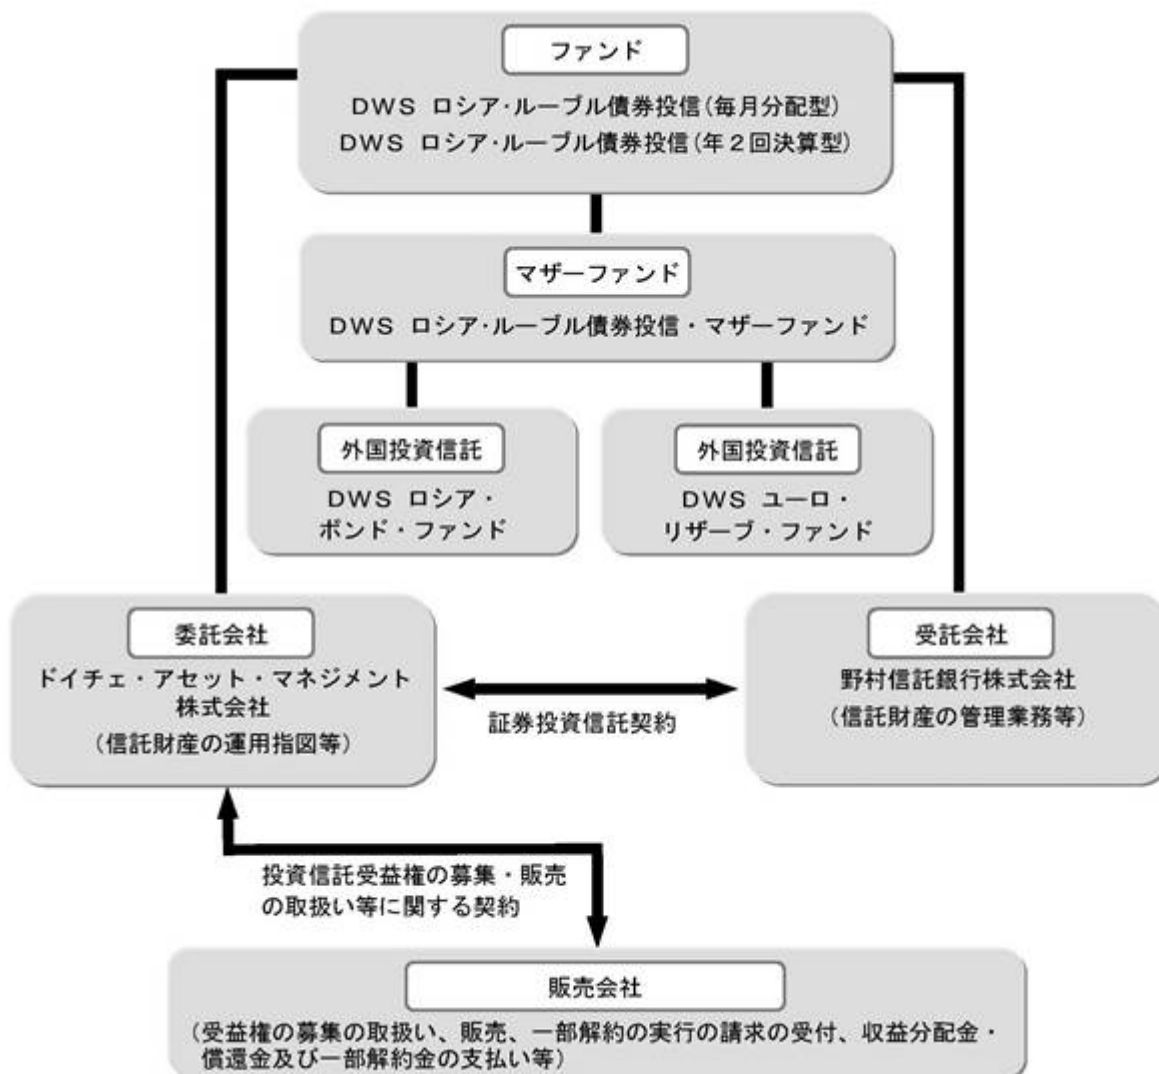 ファンド
DWS ロシア・ルーブル債券投信(毎月分配型)
DWS ロシア・ルーブル債券投信(年2回決算型)
マザーファンド
DWS ロシア・ルーブル債券投信・マザーファンド
外国投資信託
DWS ロシア・
ボンド・ファンド
外国投資信託
DWS ユーロ・
リザーブ・ファンド
委託会社
ドイチェ・アセット・マネジメント
株式会社
(信託財産の運用指図等)
証券投資信託契約
受託会社
野村信託銀行株式会社
(信託財産の管理業務等)
投資信託受益権の募集・販売
の取扱い等に関する契約
販売会社
(受益権の募集の取扱い、販売、一部解約の実行の請求の受付、収益分配金・
償還金及び一部解約金の支払い等)